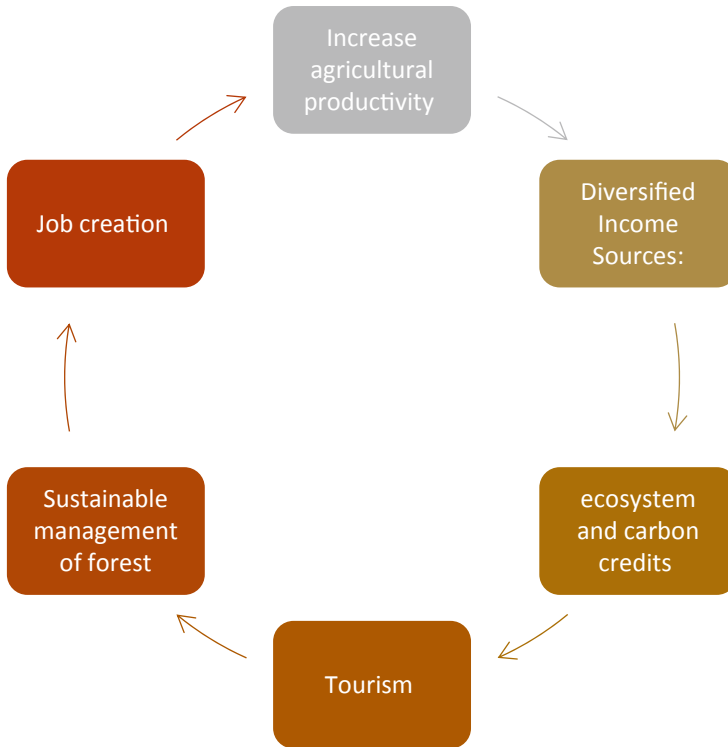 Increase
agricultural
productivity
Diversified
Income
Sources:
ecosystem
and carbon
credits
Tourism
Sustainable
management
of forest
Job creation